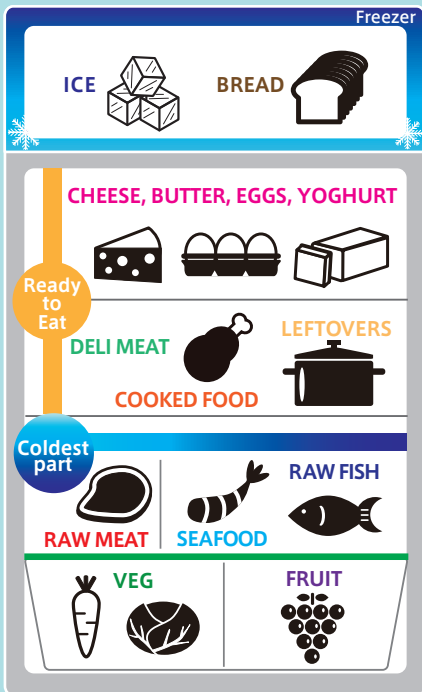 Freezer
ICE
BREAD
CHEESE, BUTTER, EGGS, YOGHURT
Ready
to
Eat
DELI MEAT
LEFTOVERS
COOKED FOOD
Coldest
part
RAW FISH
RAW MEAT
SEAFOOD
VEG
FRUIT